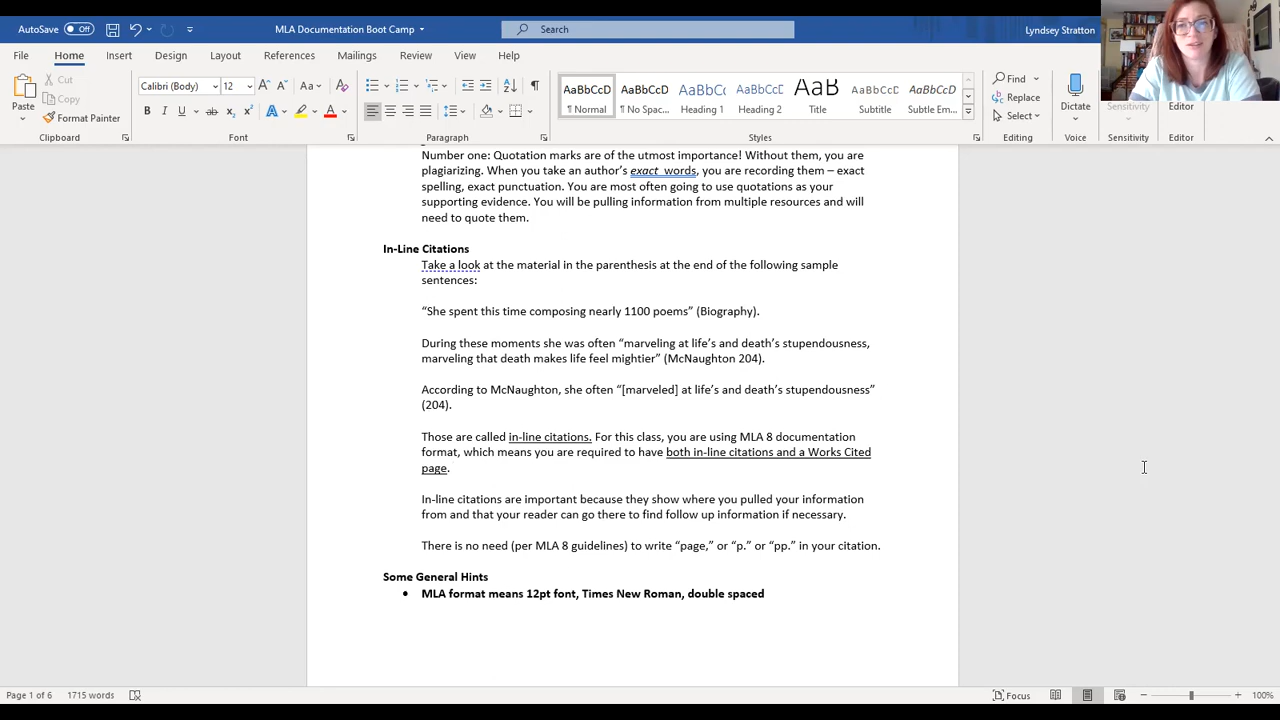 AutoSave Off MLA Documentation Boot Camp Search Lyndsey Stratton
File Home Insert Design Layout References Mailings Review View Help
Paste Cut Copy Format Painter
Calibri (Body) 12 Aa
B I U ab x₂ x² A A
AaBbCcD AaBbCcD AaBbCc AaBbCcD AaB AaBbCcD AaBbCcD
¶ Normal ¶ No Spac... Heading 1 Heading 2 Title Subtitle Subtle Em...
Find Replace Select Dictate Sensitivity Editor
Clipboard Font Paragraph Styles Editing Voice Sensitivity Editor
Number one: Quotation marks are of the utmost importance! Without them, you are
plagiarizing. When you take an author’s exact words, you are recording them – exact
spelling, exact punctuation. You are most often going to use quotations as your
supporting evidence. You will be pulling information from multiple resources and will
need to quote them.
In-Line Citations
Take a look at the material in the parenthesis at the end of the following sample
sentences:
“She spent this time composing nearly 1100 poems” (Biography).
During these moments she was often “marveling at life’s and death’s stupendousness,
marveling that death makes life feel mightier” (McNaughton 204).
According to McNaughton, she often “[marveled] at life’s and death’s stupendousness”
(204).
Those are called in-line citations. For this class, you are using MLA 8 documentation
format, which means you are required to have both in-line citations and a Works Cited
page.
In-line citations are important because they show where you pulled your information
from and that your reader can go there to find follow up information if necessary.
There is no need (per MLA 8 guidelines) to write “page,” or “p.” or “pp.” in your citation.
Some General Hints
• MLA format means 12pt font, Times New Roman, double spaced
Page 1 of 6 1715 words Focus 100%